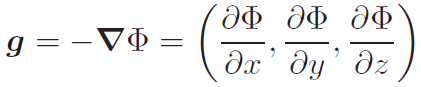 g = −∇Φ = (∂Φ/∂x, ∂Φ/∂y, ∂Φ/∂z)